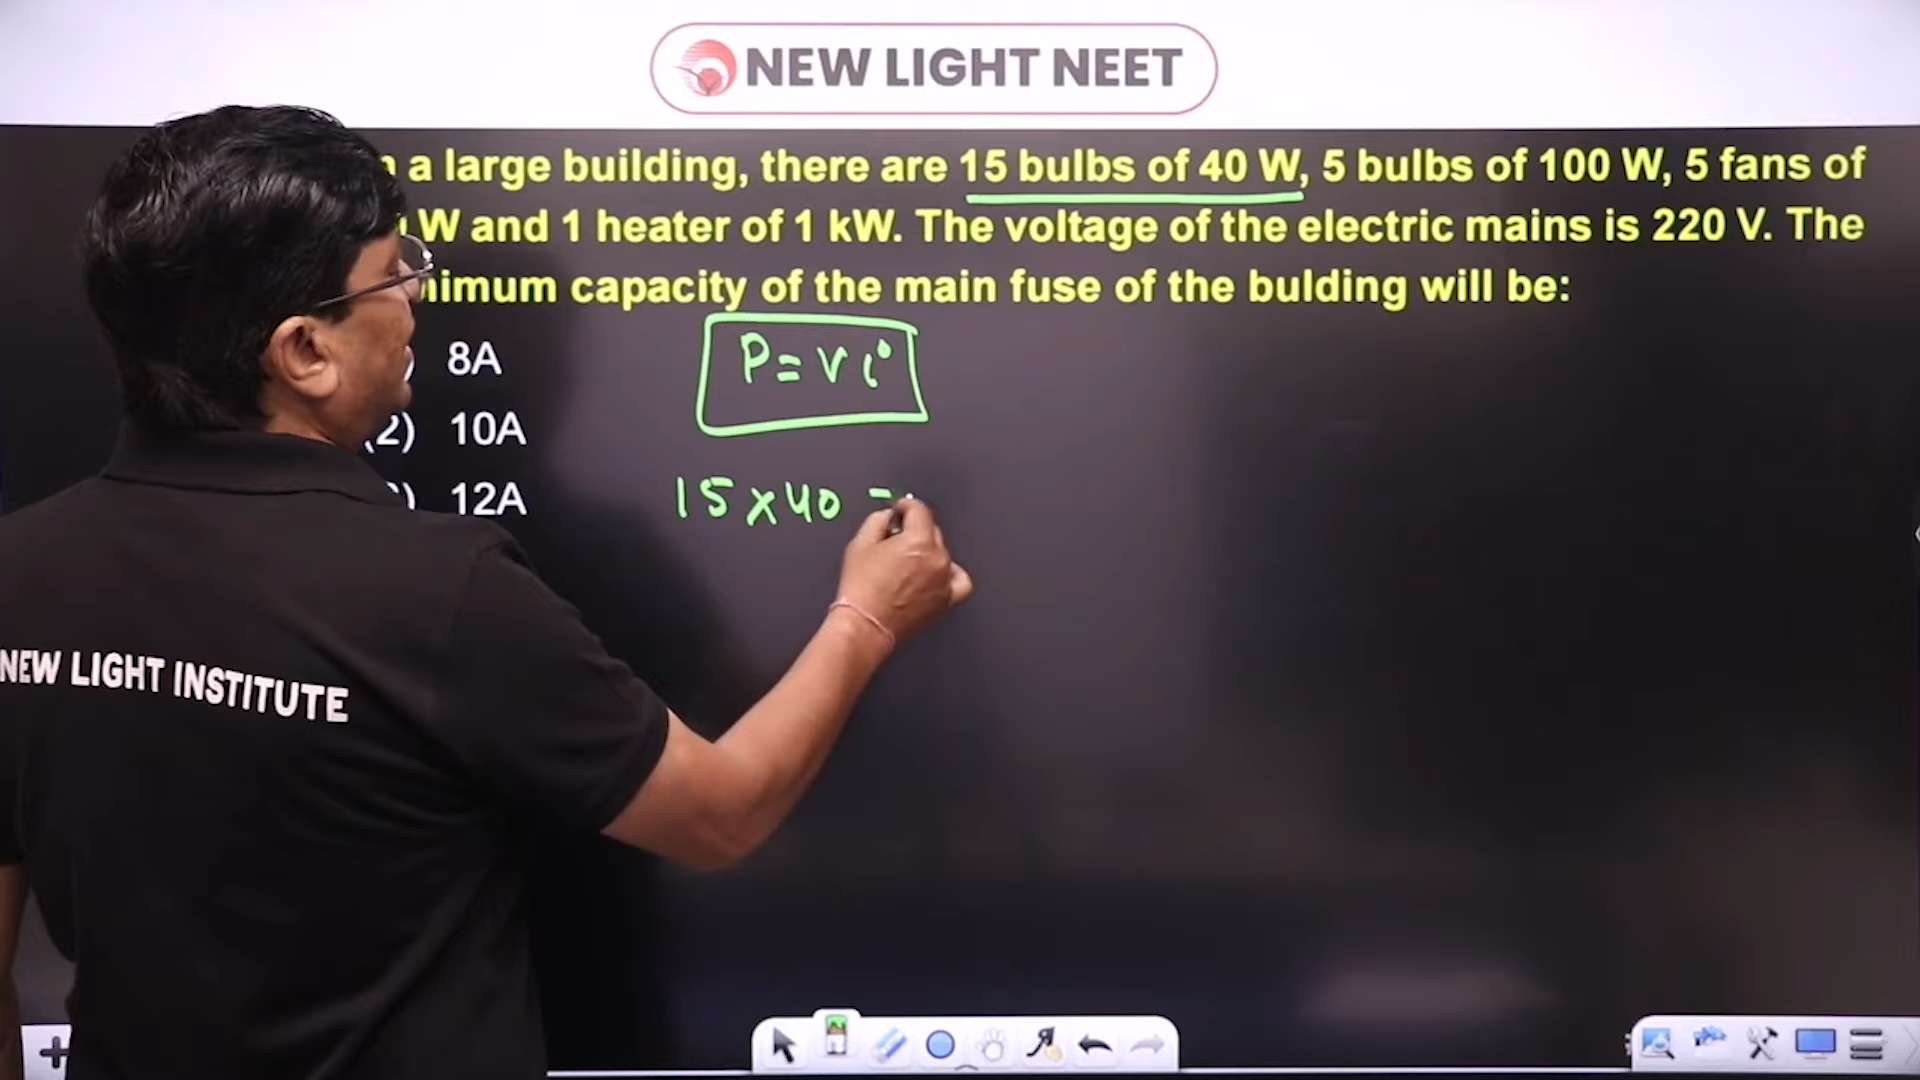 NEW LIGHT NEET
a large building, there are 15 bulbs of 40 W, 5 bulbs of 100 W, 5 fans of
W and 1 heater of 1 kW. The voltage of the electric mains is 220 V. The
capacity of the main fuse of the bulding will be:
8A
P = V i
(2) 10A
12A
15 x 40 =
NEW LIGHT INSTITUTE